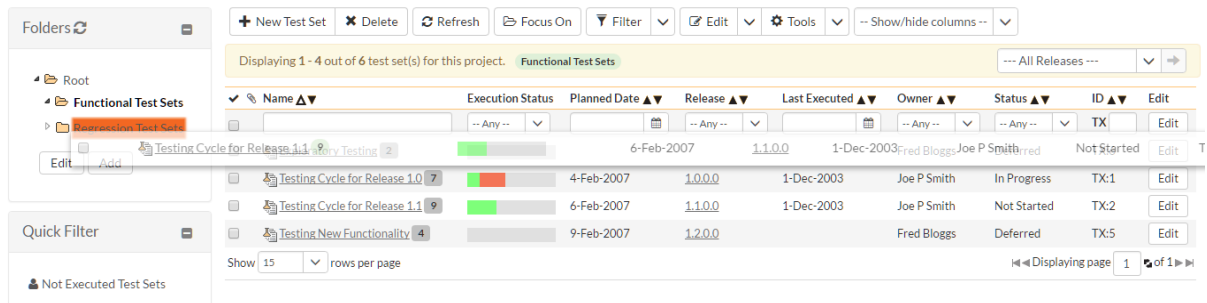 Folders
New Test Set Delete Refresh Focus On Filter Edit Tools -- Show/hide columns --
Displaying 1 - 4 out of 6 test set(s) for this project. Functional Test Sets --- All Releases ---
Root
Functional Test Sets
Regression Test Sets
Edit Add
Name Execution Status Planned Date Release Last Executed Owner Status ID Edit
-- Any -- -- Any -- -- Any -- -- Any -- TX Edit
Testing Cycle for Release 1.1 9 6-Feb-2007 1.1.0.0 1-Dec-2003 Joe P Smith Not Started T
Exploratory Testing 2 Fred Bloggs Deferred Edit
Testing Cycle for Release 1.0 7 4-Feb-2007 1.0.0.0 1-Dec-2003 Joe P Smith In Progress TX:1 Edit
Testing Cycle for Release 1.1 9 6-Feb-2007 1.1.0.0 1-Dec-2003 Joe P Smith Not Started TX:2 Edit
Testing New Functionality 4 9-Feb-2007 1.2.0.0 Fred Bloggs Deferred TX:5 Edit
Show 15 rows per page Displaying page 1 of 1
Quick Filter
Not Executed Test Sets